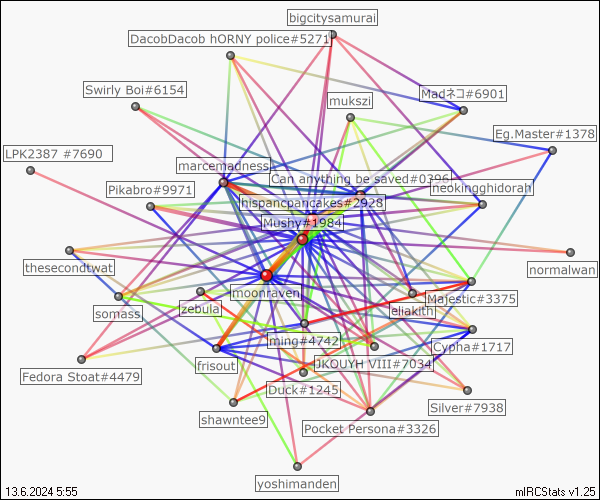 bigcitysamurai
DacobDacob hORNY police#5271
Swirly Boi#6154
Madネコ#6901
mukszi
Eg.Master#1378
LPK2387 #7690
marcemadness
Can anything be saved?#0396
Pikabro#9971
neokingghidorah
hispancpancakes#2928
Mushy#1984
thesecondtwat
normalwan
moonraven
Majestic#3375
somass
zebula
eliakith
ming#4742
Cypha#1717
frisout
JKOUYH VIII#7034
Fedora Stoat#4479
Duck#1245
Silver#7938
shawntee9
Pocket Persona#3326
yoshimanden
13.6.2024 5:55
mIRCStats v1.25